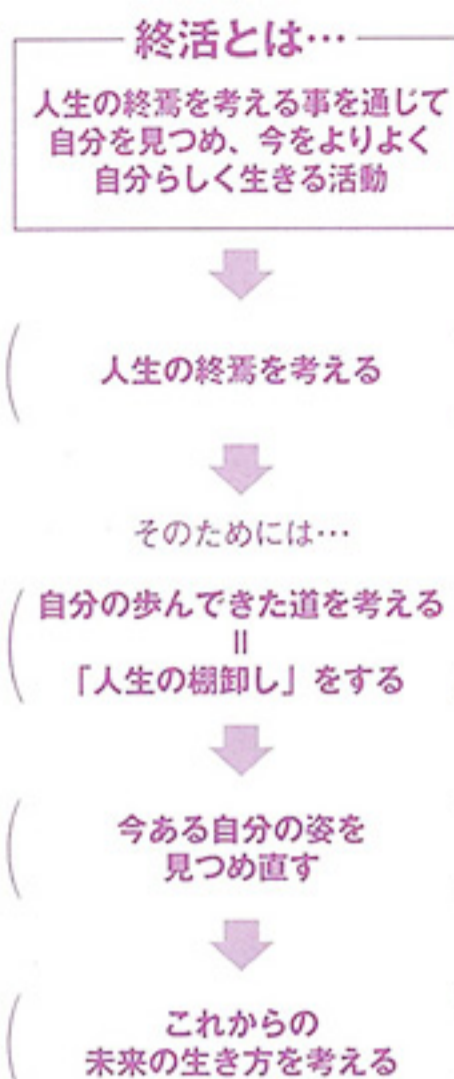 終活とは…
人生の終焉を考える事を通じて
自分を見つめ、今をよりよく
自分らしく生きる活動
人生の終焉を考える
そのためには…
自分の歩んできた道を考える
＝
「人生の棚卸し」をする
今ある自分の姿を
見つめ直す
これからの
未来の生き方を考える